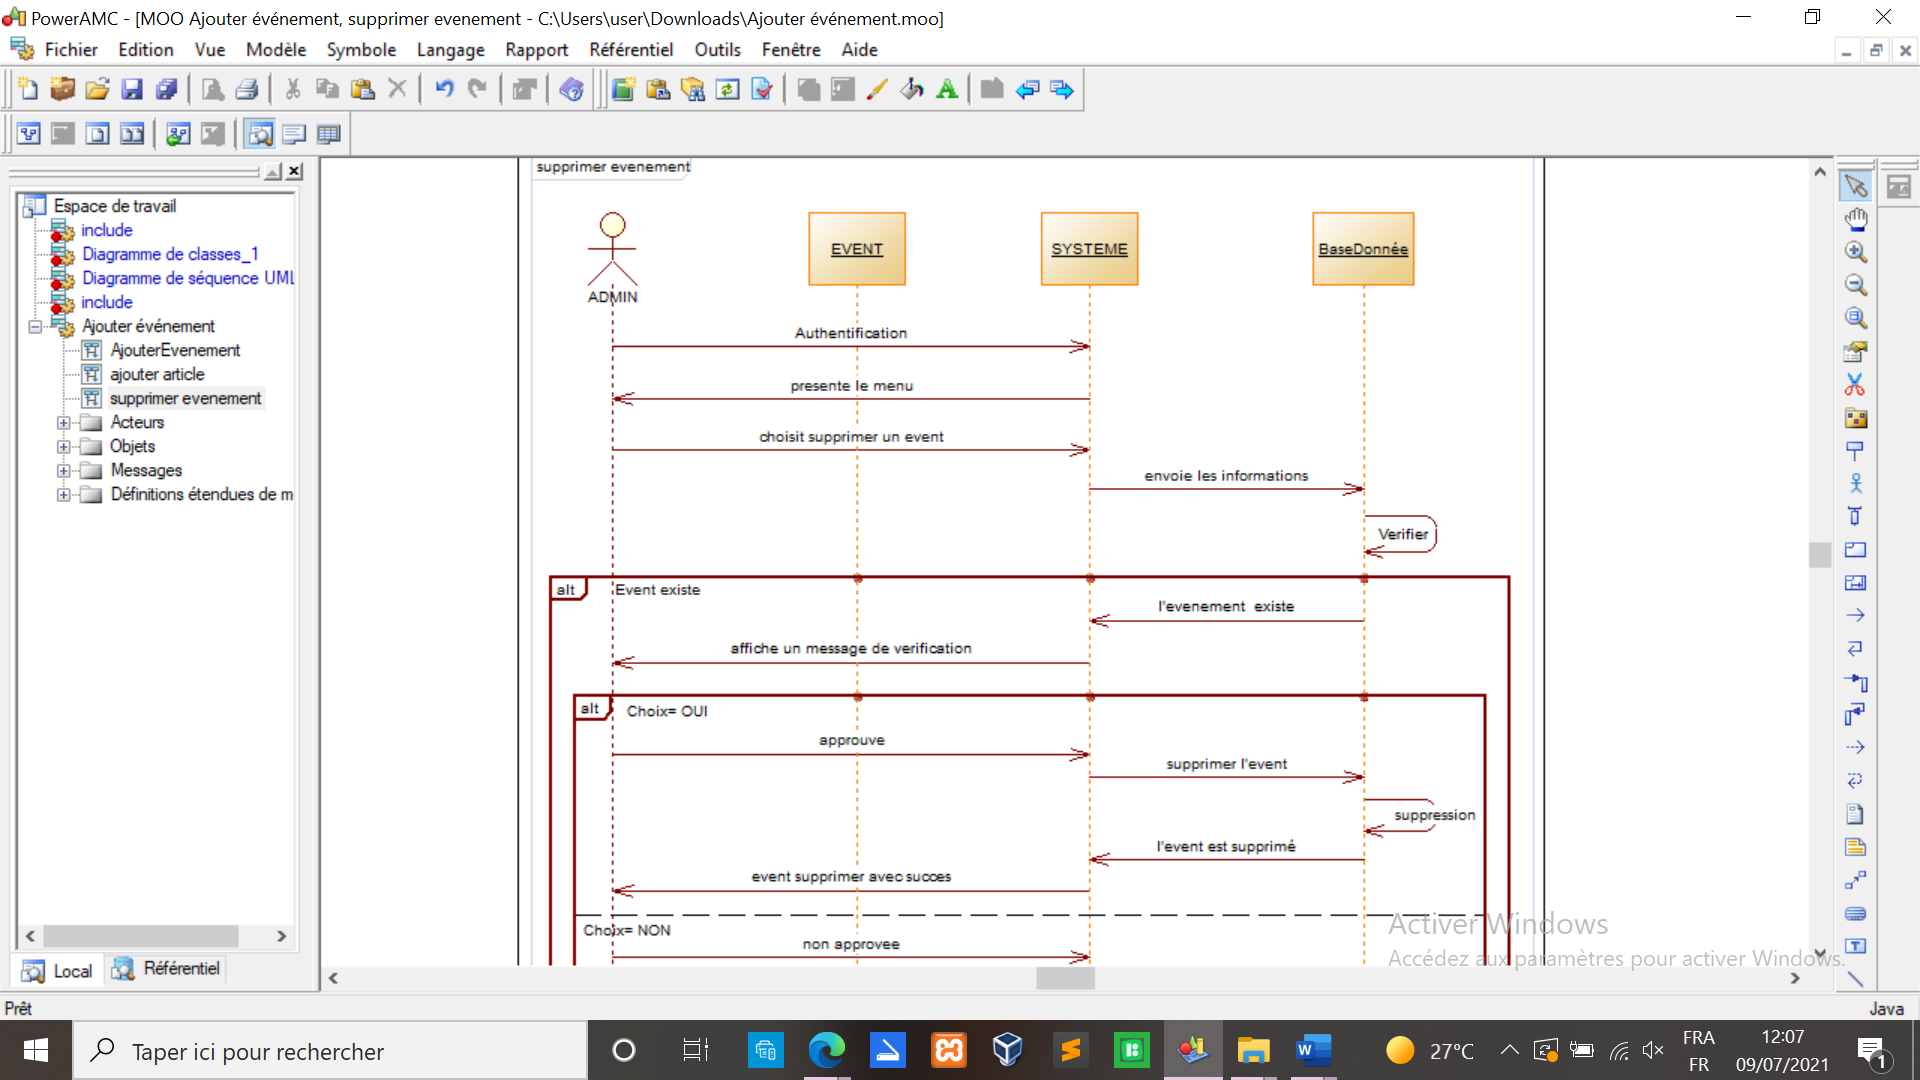 PowerAMC - [MOO Ajouter événement, supprimer evenement - C:\Users\user\Downloads\Ajouter événement.moo]
Fichier Edition Vue Modèle Symbole Langage Rapport Référentiel Outils Fenêtre Aide
Espace de travail
include
Diagramme de classes_1
Diagramme de séquence UML
include
Ajouter événement
AjouterEvenement
ajouter article
supprimer evenement
Acteurs
Objets
Messages
Définitions étendues de m
Local Référentiel
supprimer evenement
ADMIN
EVENT
SYSTEME
BaseDonnée
Authentification
presente le menu
choisit supprimer un event
envoie les informations
Verifier
alt Event existe
l'evenement existe
affiche un message de verification
alt Choix= OUI
approuve
supprimer l'event
suppression
l'event est supprimé
event supprimer avec succes
Choix= NON
non approvee
Activer Windows
Accédez aux paramètres pour activer Windows.
Prêt
Java
Taper ici pour rechercher
27°C
FRA
FR
12:07
09/07/2021
1